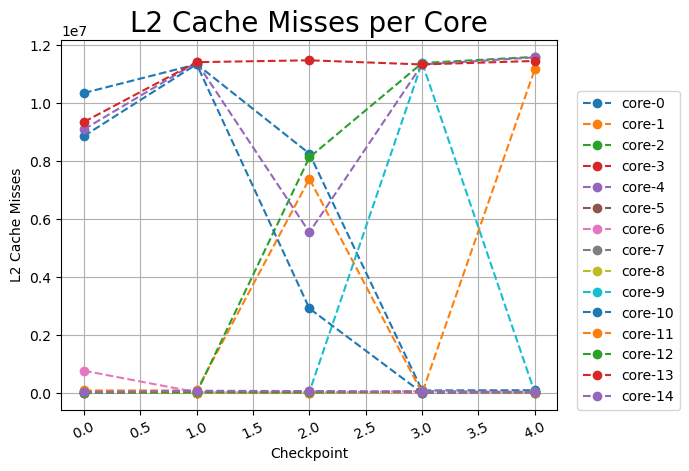 L2 Cache Misses per Core
1e7
1.2
1.0
0.8
0.6
0.4
0.2
0.0
L2 Cache Misses
0.0 0.5 1.0 1.5 2.0 2.5 3.0 3.5 4.0
Checkpoint
core-0
core-1
core-2
core-3
core-4
core-5
core-6
core-7
core-8
core-9
core-10
core-11
core-12
core-13
core-14